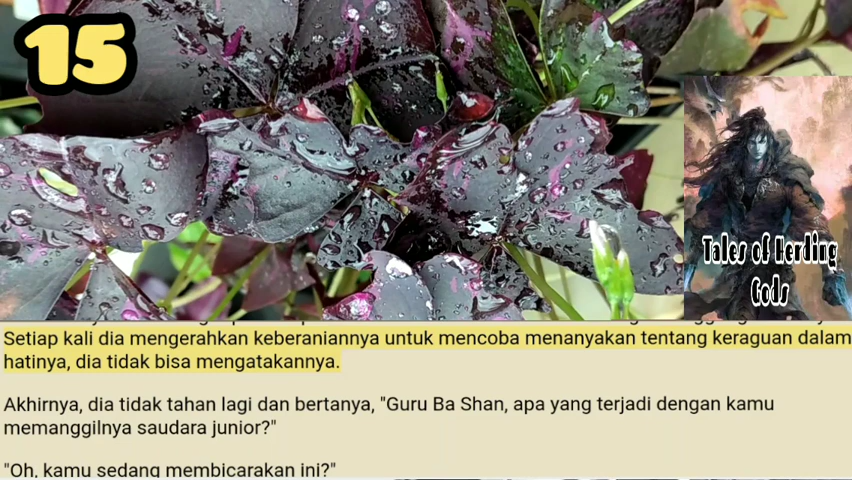 15
Tales of Herding
Gods
Setiap kali dia mengerahkan keberaniannya untuk mencoba menanyakan tentang keraguan dalam
hatinya, dia tidak bisa mengatakannya.
Akhirnya, dia tidak tahan lagi dan bertanya, "Guru Ba Shan, apa yang terjadi dengan kamu
memanggilnya saudara junior?"
"Oh, kamu sedang membicarakan ini?"